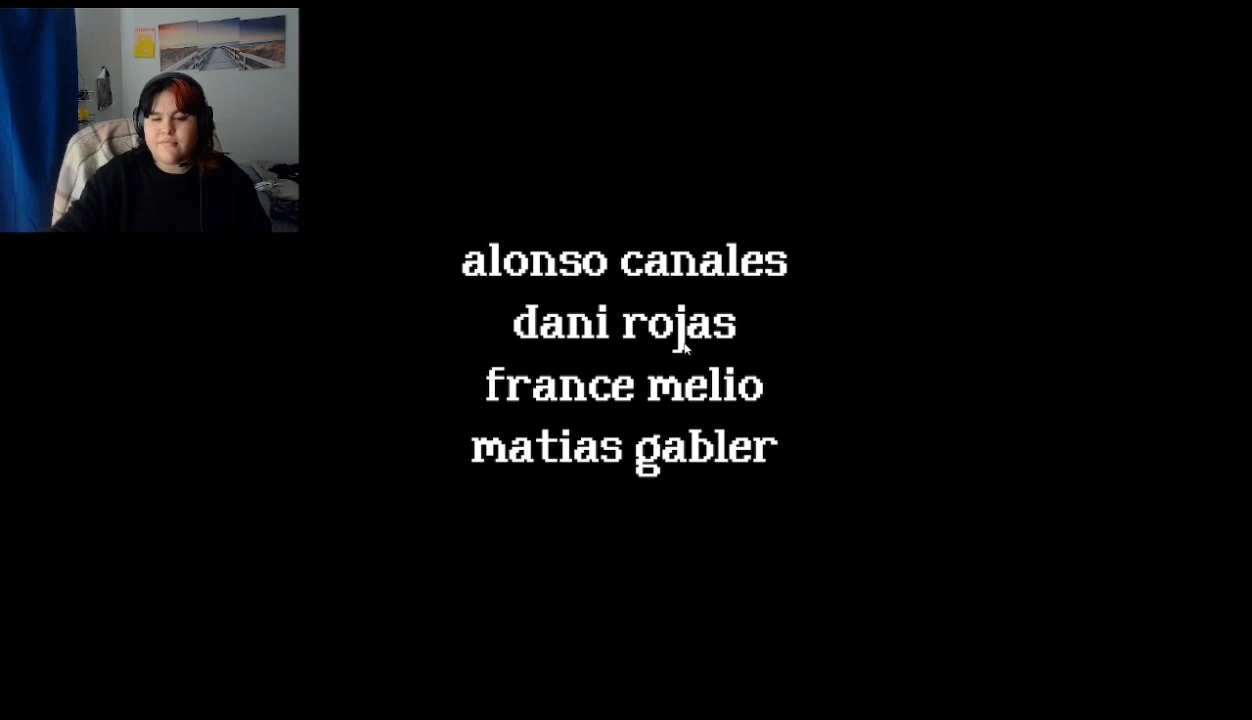 alonso canales
dani rojas
france melio
matias gabler